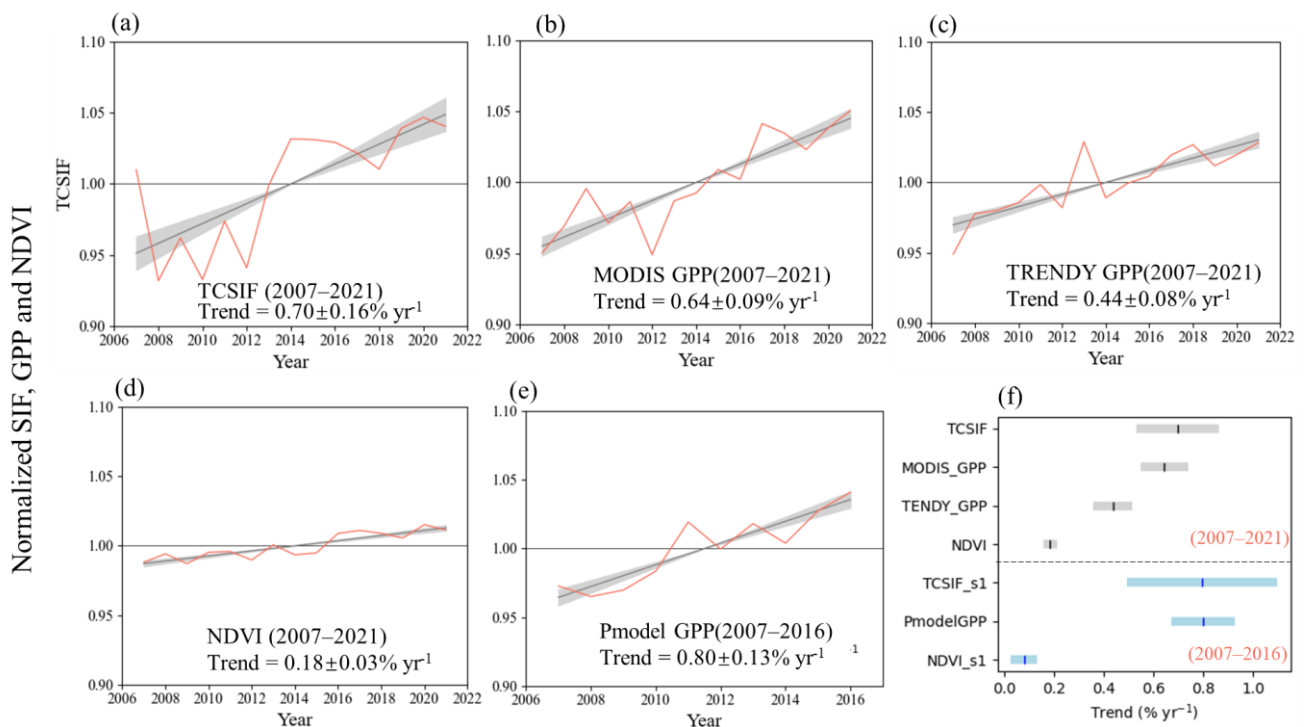 Normalized SIF, GPP and NDVI
(a)
1.10
1.05
1.00
0.95
0.90
TCSIF
TCSIF (2007–2021)
Trend = 0.70±0.16% yr-1
2006 2008 2010 2012 2014 2016 2018 2020 2022
Year
(b)
1.10
1.05
1.00
0.95
0.90
MODIS GPP(2007–2021)
Trend = 0.64±0.09% yr-1
2006 2008 2010 2012 2014 2016 2018 2020 2022
Year
(c)
1.10
1.05
1.00
0.95
0.90
TRENDY GPP(2007–2021)
Trend = 0.44±0.08% yr-1
2006 2008 2010 2012 2014 2016 2018 2020 2022
Year
(d)
1.10
1.05
1.00
0.95
0.90
NDVI (2007–2021)
Trend = 0.18±0.03% yr-1
2006 2008 2010 2012 2014 2016 2018 2020 2022
Year
(e)
1.10
1.05
1.00
0.95
0.90
Pmodel GPP(2007–2016)
Trend = 0.80±0.13% yr-1 -1
2006 2008 2010 2012 2014 2016
Year
(f)
TCSIF
MODIS_GPP
TENDY_GPP
NDVI
(2007–2021)
TCSIF_s1
PmodelGPP
NDVI_s1
(2007–2016)
0.0 0.2 0.4 0.6 0.8 1.0
Trend (% yr−1)